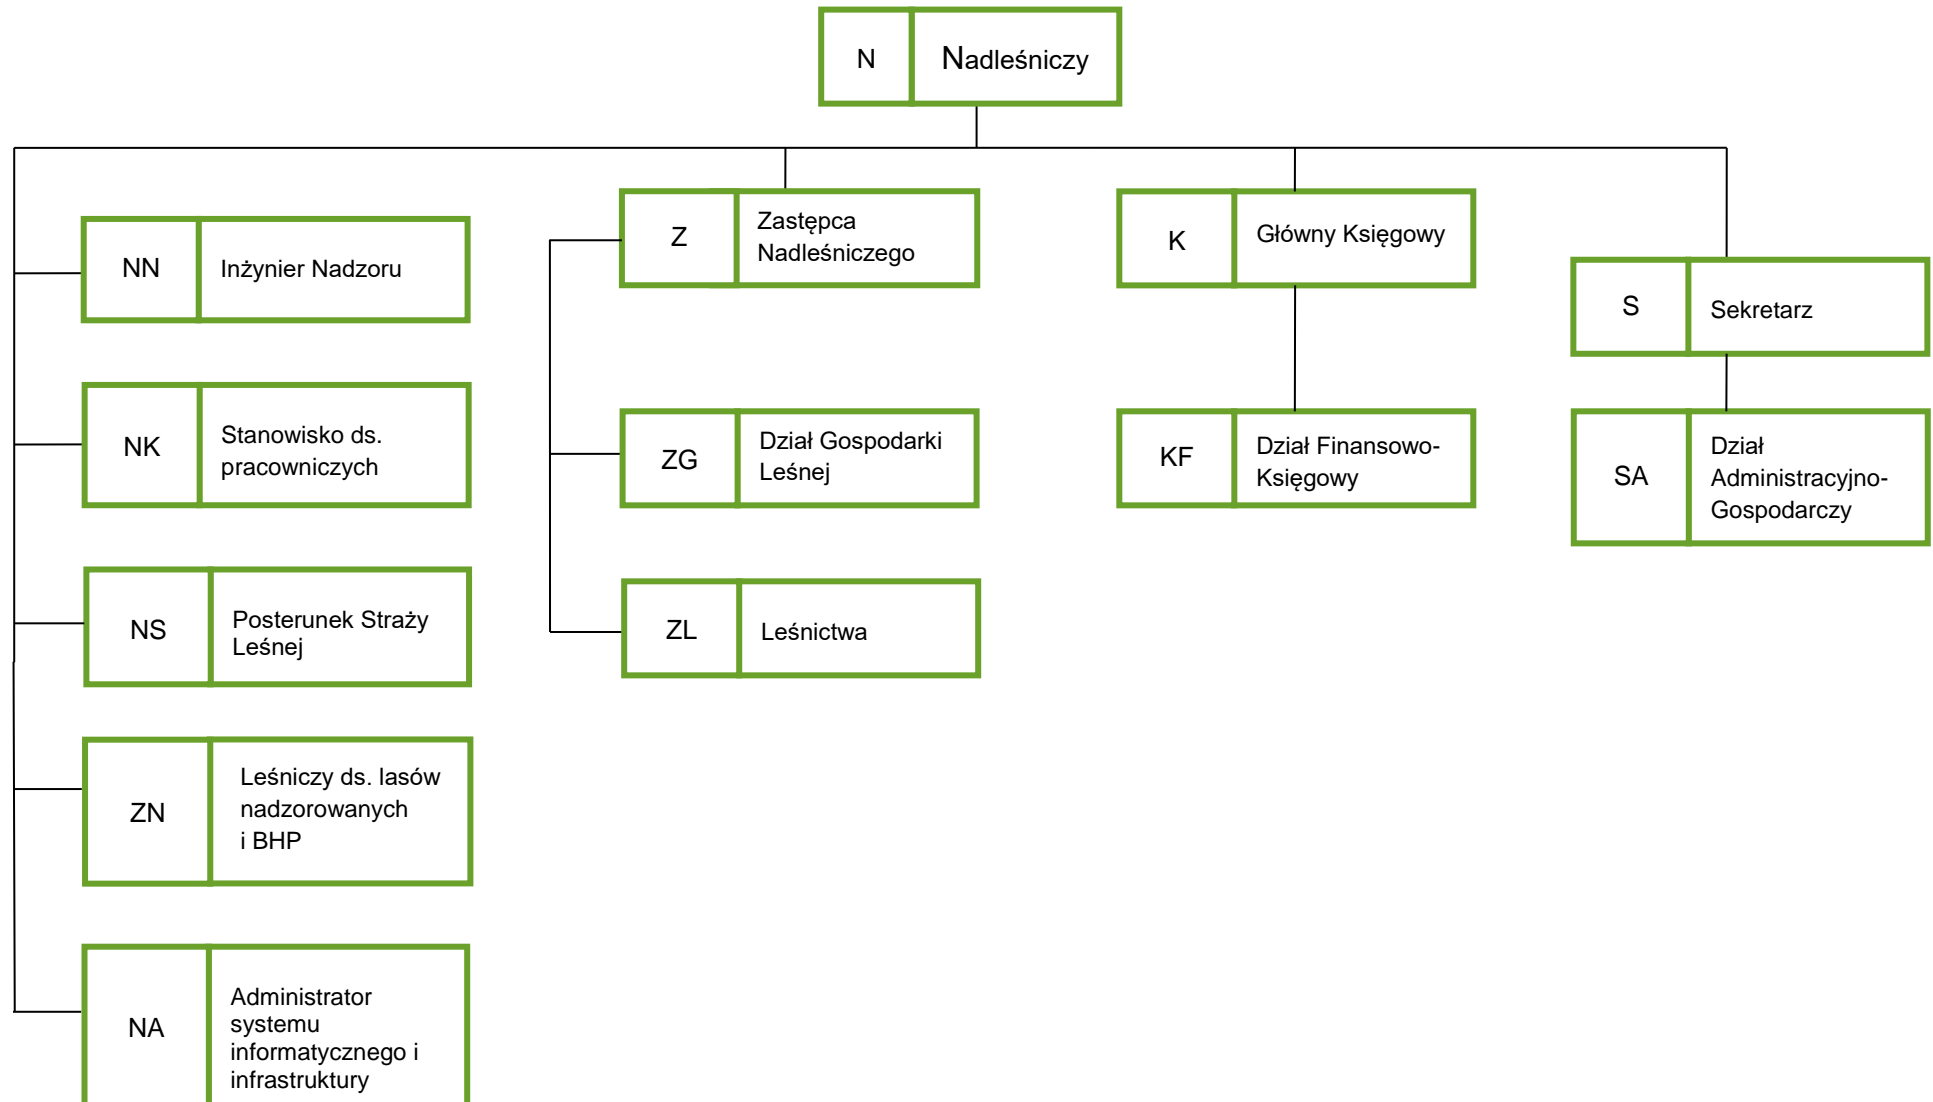 N
Nadleśniczy
NN
Inżynier Nadzoru
Z
Zastępca
Nadleśniczego
K
Główny Księgowy
S
Sekretarz
NK
Stanowisko ds.
pracowniczych
ZG
Dział Gospodarki
Leśnej
KF
Dział Finansowo-
Księgowy
SA
Dział
Administracyjno-
Gospodarczy
NS
Posterunek Straży
Leśnej
ZL
Leśnictwa
ZN
Leśniczy ds. lasów
nadzorowanych
i BHP
NA
Administrator
systemu
informatycznego i
infrastruktury